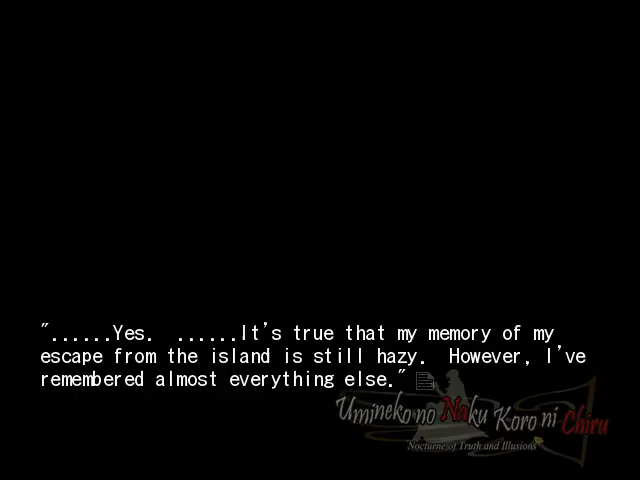 "......Yes.  ......It's true that my memory of my
escape from the island is still hazy.  However, I've
remembered almost everything else."
Umineko no Naku Koro ni Chiru
Nocturne of Truth and Illusions